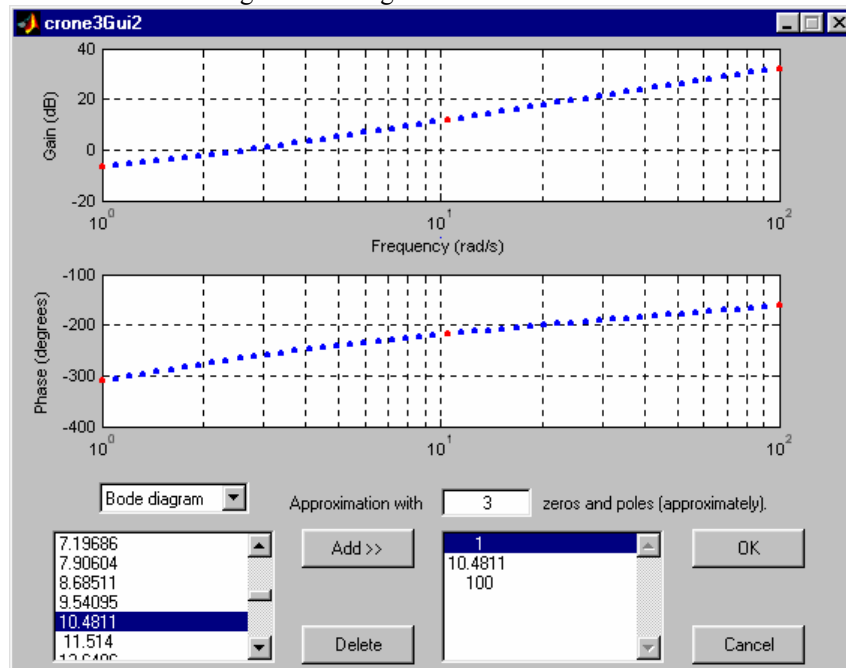 crone3Gui2
40
20
0
-20
Gain (dB)
10^0
10^1
10^2
Frequency (rad/s)
-100
-200
-300
-400
Phase (degrees)
10^0
10^1
10^2
Bode diagram
Approximation with 3 zeros and poles (approximately).
7.19686
7.90604
8.68511
9.54095
10.4811
11.514
Add >>
Delete
1
10.4811
100
OK
Cancel